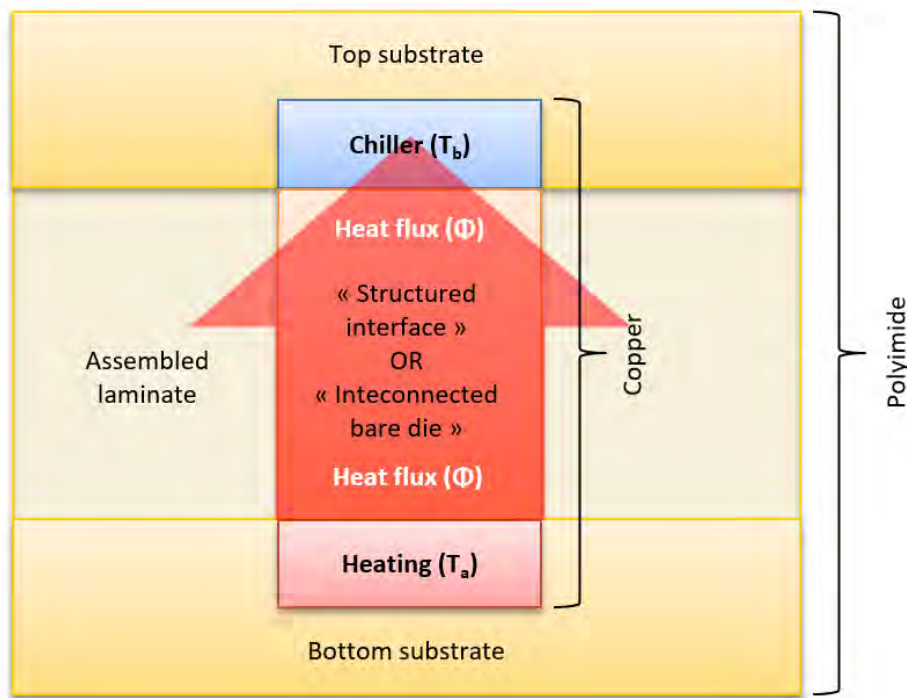 Top substrate
Chiller (Tb)
Heat flux (Φ)
« Structured
interface »
OR
« Inteconnected
bare die »
Heat flux (Φ)
Heating (Ta)
Bottom substrate
Assembled
laminate
Copper
Polyimide